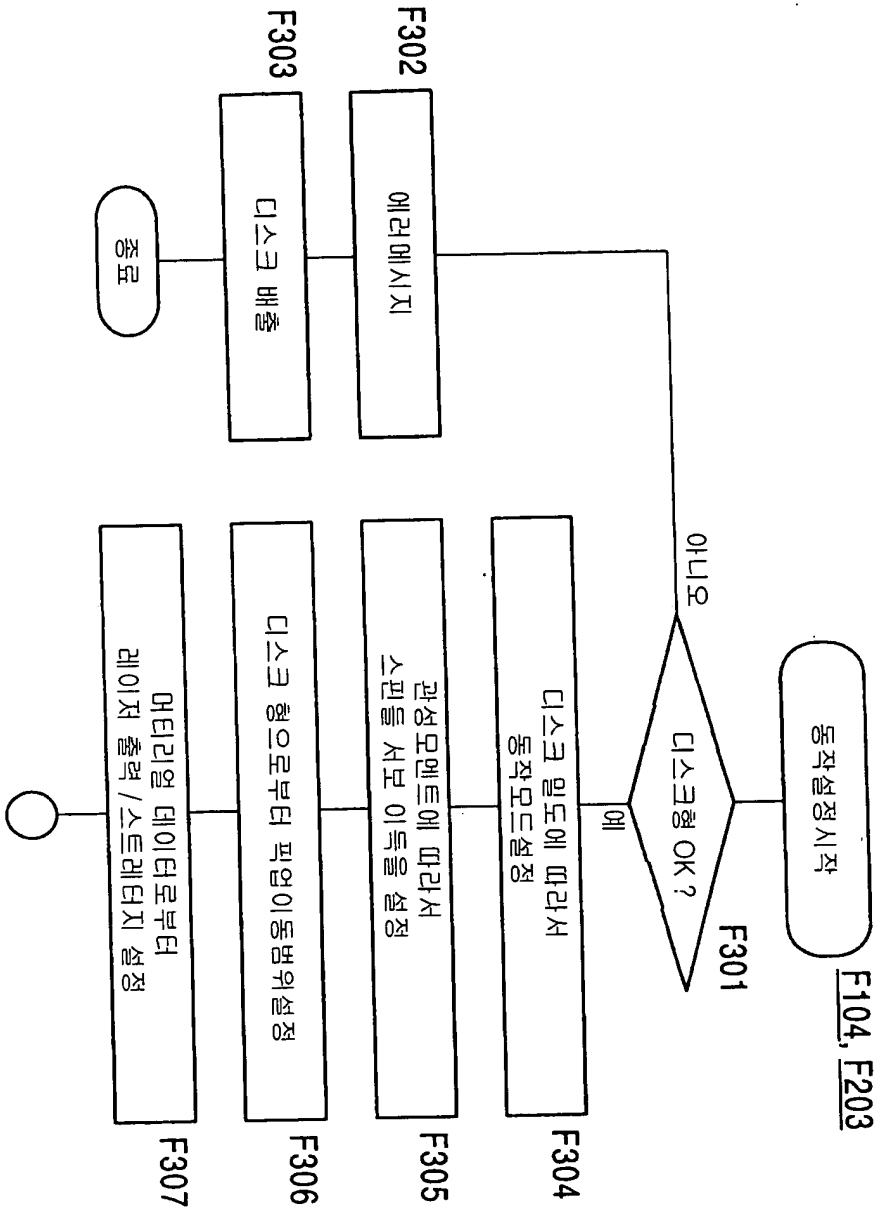 F104, F203
동작설정시작
F301
디스크형 OK ?
아니오
예
F302
에러메시지
F303
디스크 배출
종료
디스크 밀도에 따라서
동작모드설정
F304
관성모멘트에 따라서
스핀들 서보 이득을 설정
F305
디스크 형으로부터 픽업이동범위설정
F306
머티리얼 데이터로부터
레이저 출력 / 스트레터지 설정
F307